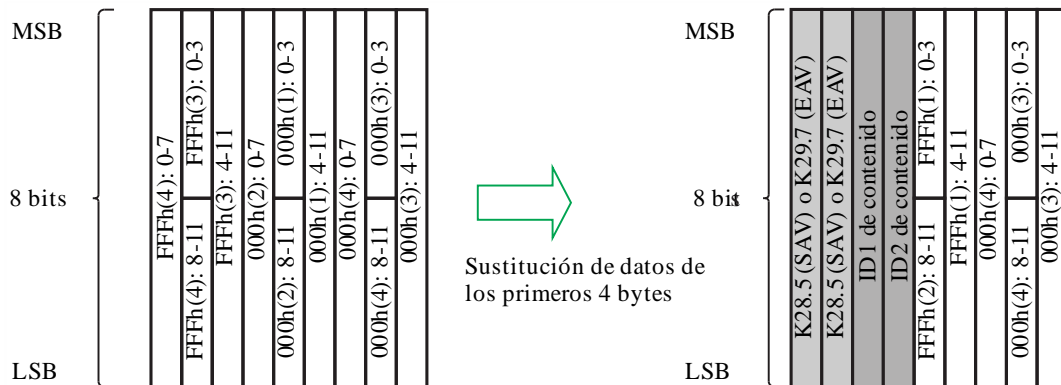 MSB
8 bits
LSB
FFFh(4): 0-7
FFFh(4): 8-11
FFFh(3): 0-3
FFFh(3): 4-11
000h(2): 0-7
000h(2): 8-11
000h(1): 0-3
000h(1): 4-11
000h(4): 0-7
000h(4): 8-11
000h(3): 0-3
000h(3): 4-11
Sustitución de datos de
los primeros 4 bytes
MSB
8 bits
LSB
K28.5 (SAV) o K29.7 (EAV)
K28.5 (SAV) o K29.7 (EAV)
ID1 de contenido
ID2 de contenido
FFFh(2): 8-11
FFFh(1): 0-3
FFFh(1): 4-11
000h(4): 0-7
000h(4): 8-11
000h(3): 0-3
000h(3): 4-11